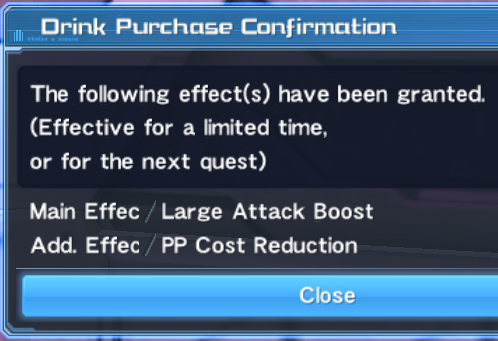 Drink Purchase Confirmation
The following effect(s) have been granted.
(Effective for a limited time,
or for the next quest)
Main Effec / Large Attack Boost
Add. Effec / PP Cost Reduction
Close